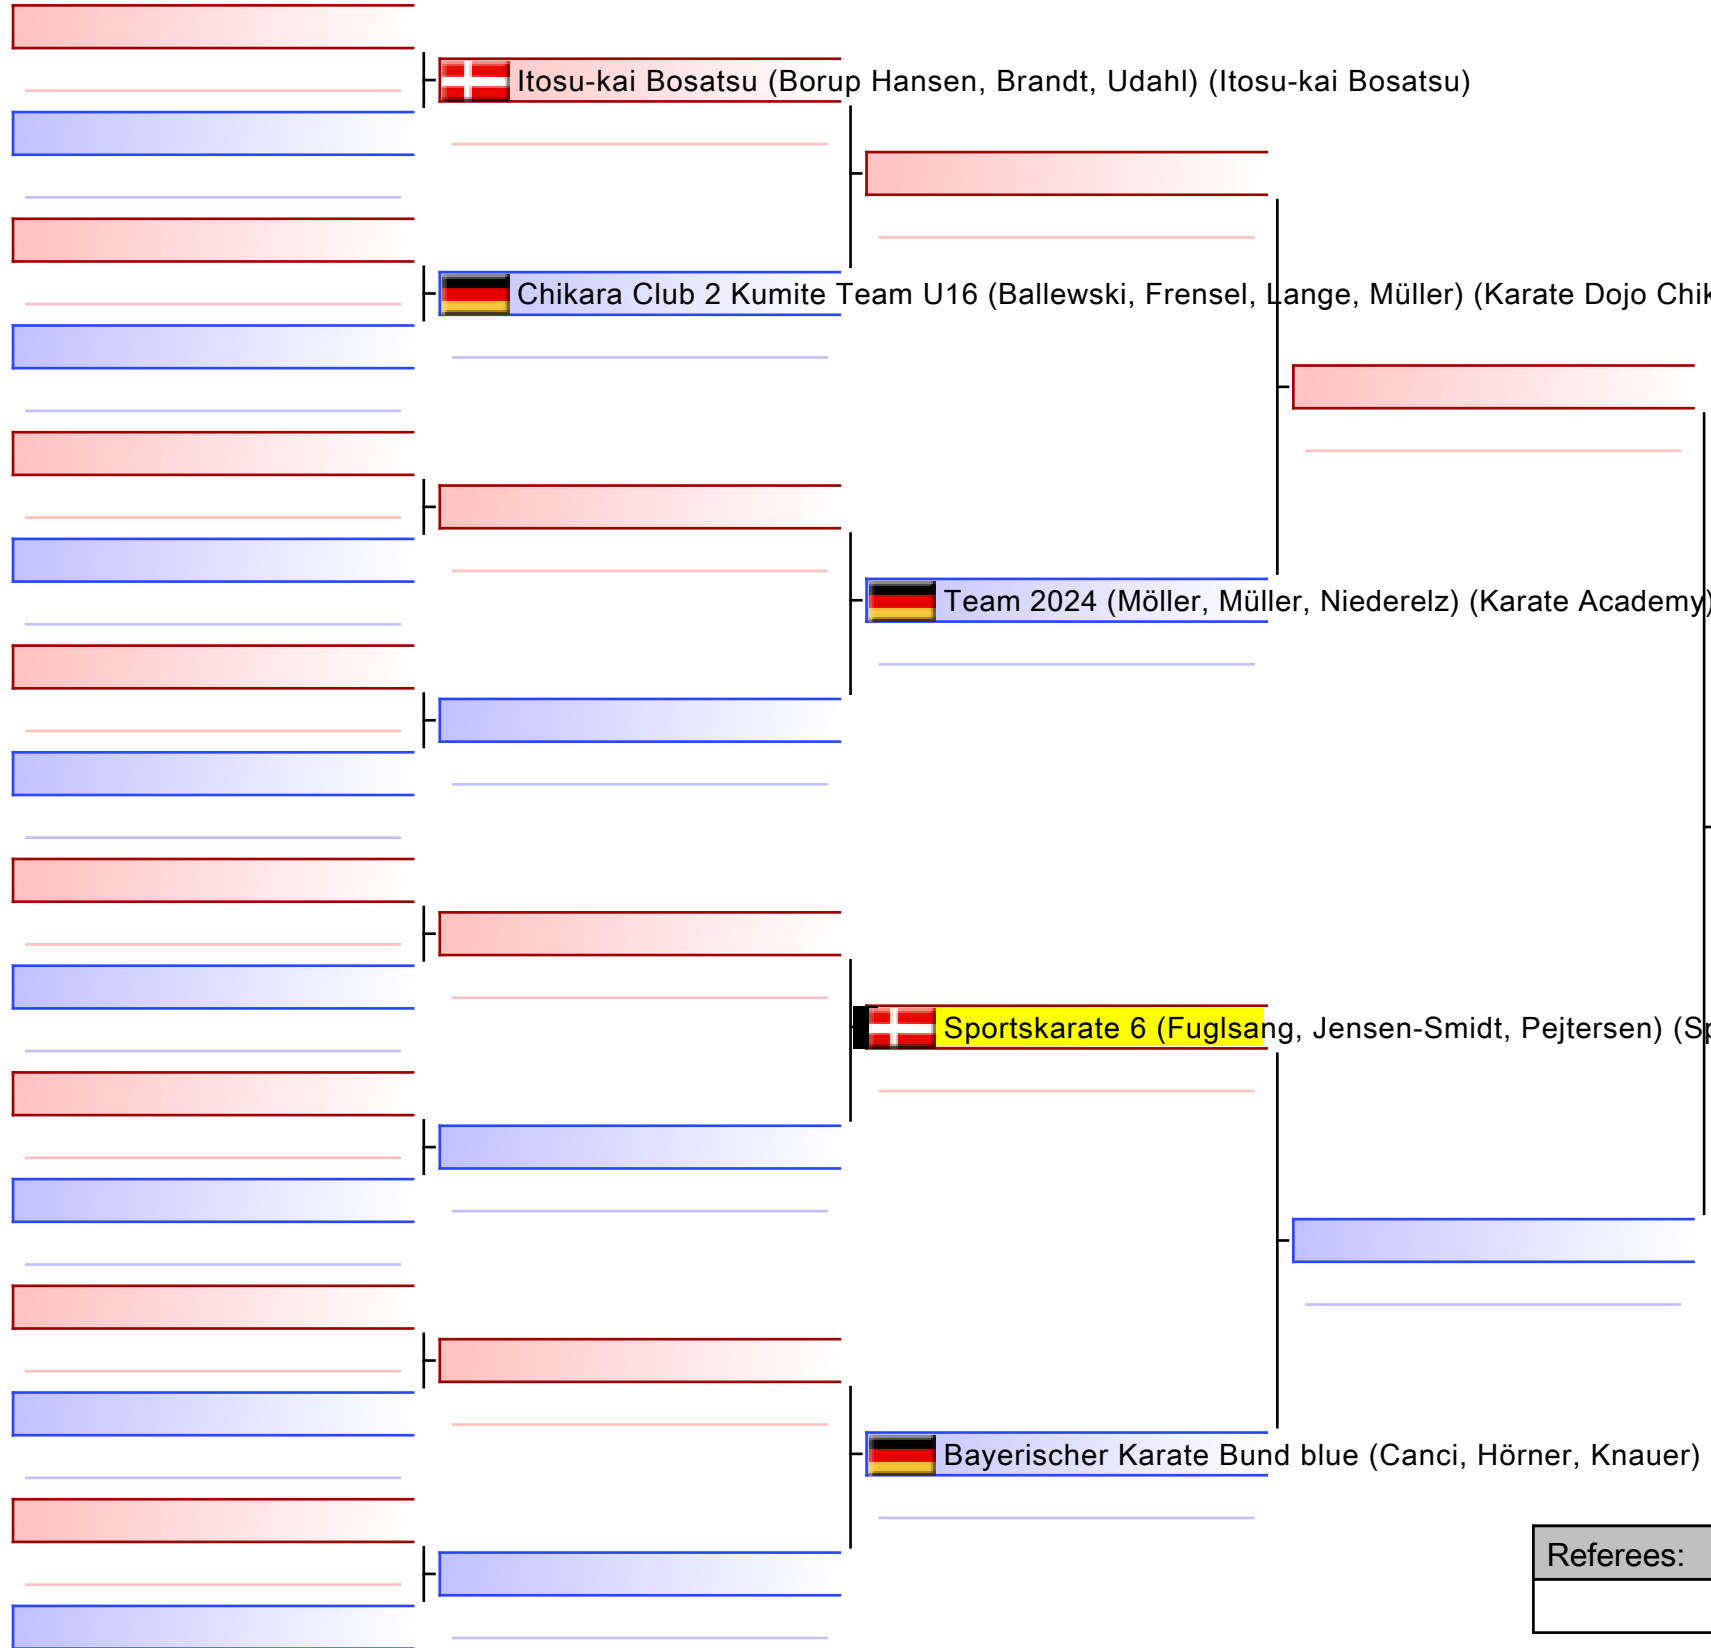 Itosu-kai Bosatsu (Borup Hansen, Brandt, Udahl) (Itosu-kai Bosatsu)
Chikara Club 2 Kumite Team U16 (Ballewski, Frensel, Lange, Müller) (Karate Dojo Chik
Team 2024 (Möller, Müller, Niederelz) (Karate Academy)
Sportskarate 6 (Fuglsang, Jensen-Smidt, Pejtersen) (Sp
Bayerischer Karate Bund blue (Canci, Hörner, Knauer)
Referees: